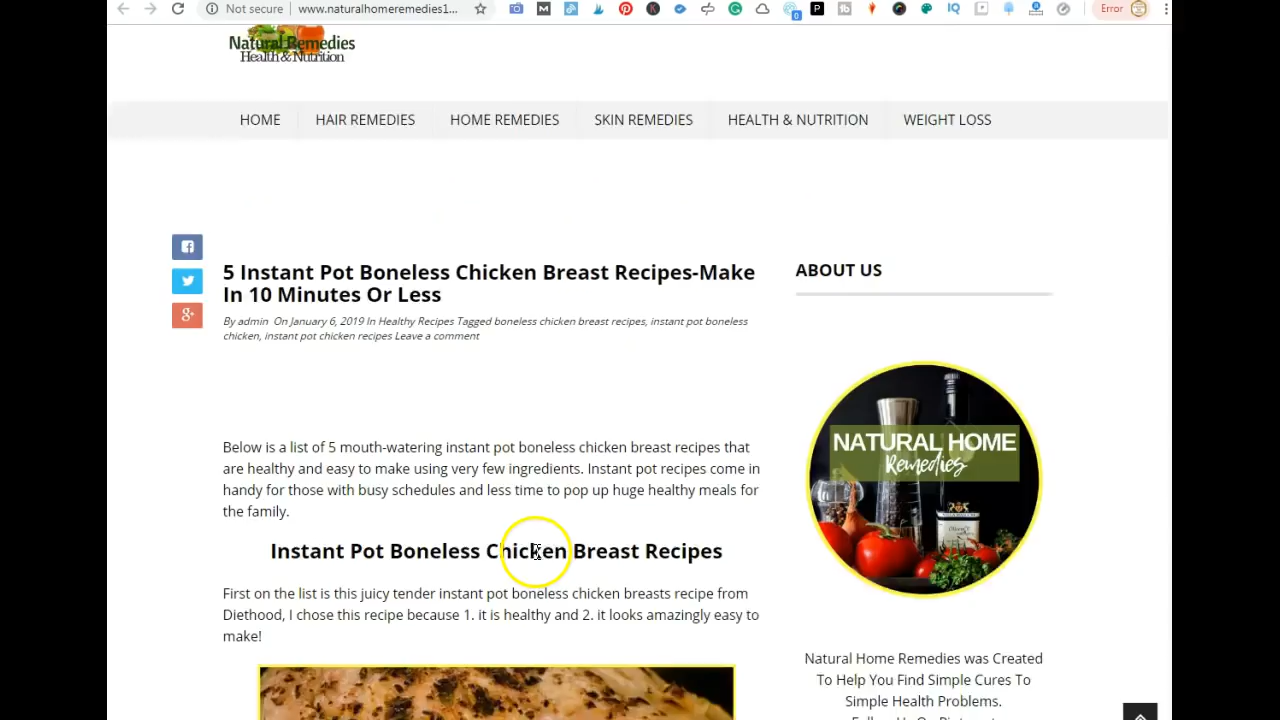 Not secure
www.naturalhomeremedies1...
Error
Natural Remedies
Health & Nutrition
HOME
HAIR REMEDIES
HOME REMEDIES
SKIN REMEDIES
HEALTH & NUTRITION
WEIGHT LOSS
5 Instant Pot Boneless Chicken Breast Recipes-Make
In 10 Minutes Or Less
By admin On January 6, 2019 In Healthy Recipes Tagged boneless chicken breast recipes, instant pot boneless
chicken, instant pot chicken recipes Leave a comment
Below is a list of 5 mouth-watering instant pot boneless chicken breast recipes that
are healthy and easy to make using very few ingredients. Instant pot recipes come in
handy for those with busy schedules and less time to pop up huge healthy meals for
the family.
Instant Pot Boneless Chicken Breast Recipes
First on the list is this juicy tender instant pot boneless chicken breasts recipe from
Diethood, I chose this recipe because 1. it is healthy and 2. it looks amazingly easy to
make!
ABOUT US
NATURAL HOME
Remedies
Natural Home Remedies was Created
To Help You Find Simple Cures To
Simple Health Problems.